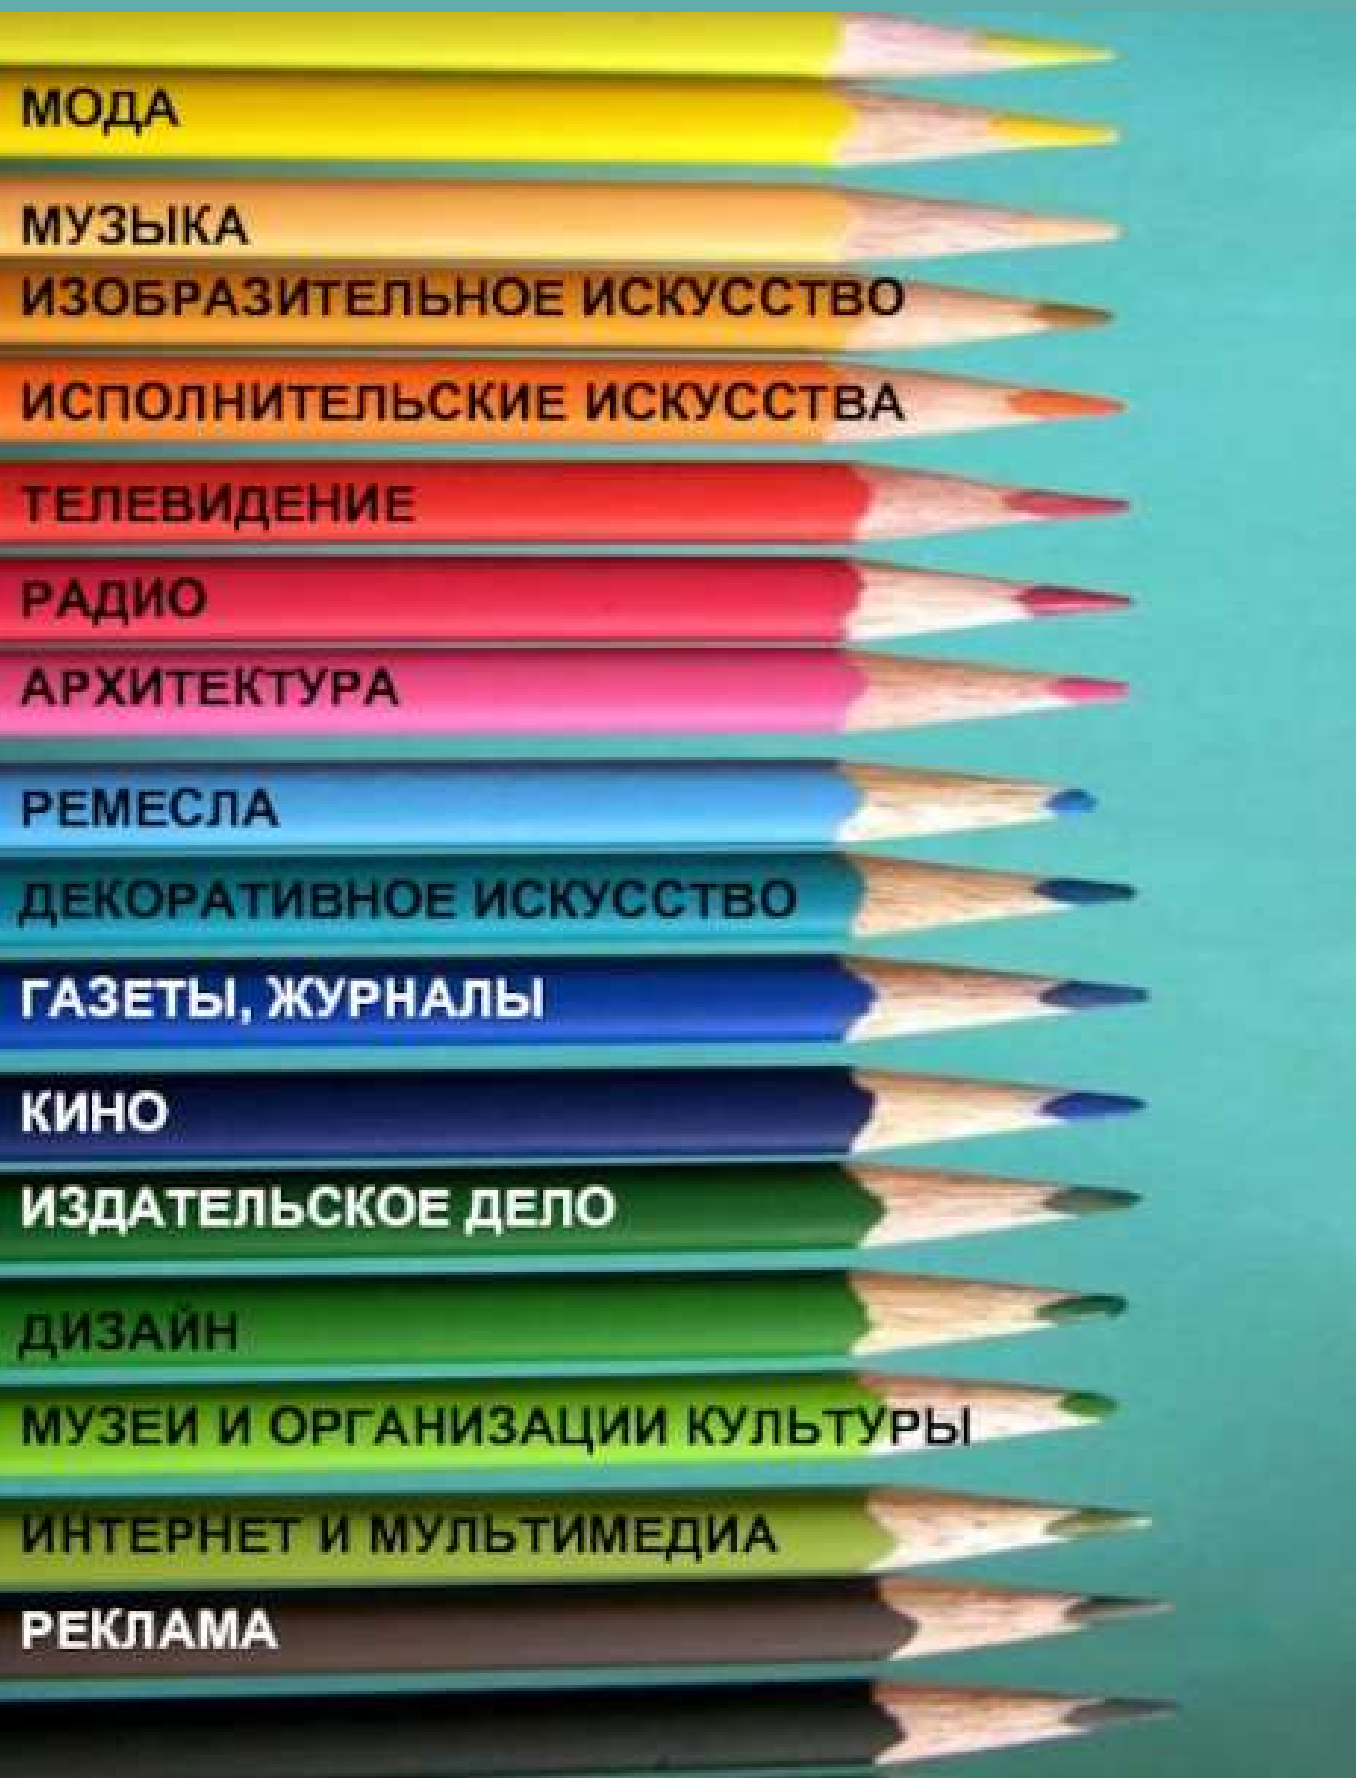 МОДА
МУЗЫКА
ИЗОБРАЗИТЕЛЬНОЕ ИСКУССТВО
ИСПОЛНИТЕЛЬСКИЕ ИСКУССТВА
ТЕЛЕВИДЕНИЕ
РАДИО
АРХИТЕКТУРА
РЕМЕСЛА
ДЕКОРАТИВНОЕ ИСКУССТВО
ГАЗЕТЫ, ЖУРНАЛЫ
КИНО
ИЗДАТЕЛЬСКОЕ ДЕЛО
ДИЗАЙН
МУЗЕИ И ОРГАНИЗАЦИИ КУЛЬТУРЫ
ИНТЕРНЕТ И МУЛЬТИМЕДИА
РЕКЛАМА